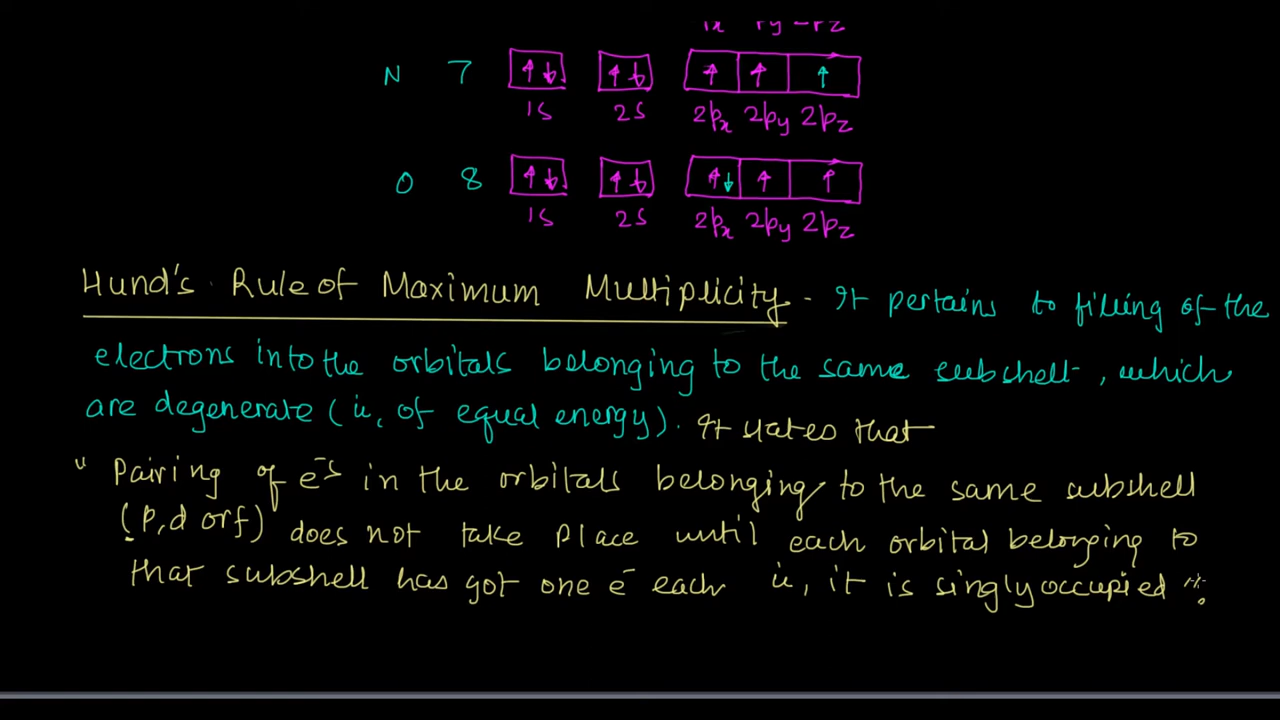 N 7 ↑↓ ↑↓ ↑ ↑ ↑
1s 2s 2px 2py 2pz
O 8 ↑↓ ↑↓ ↑↓ ↑ ↑
1s 2s 2px 2py 2pz
Hund's Rule of Maximum Multiplicity - It pertains to filling of the
electrons into the orbitals belonging to the same subshell, which
are degenerate (ie, of equal energy). It states that
" Pairing of e⁻s in the orbitals belonging to the same subshell
(P, d or f) does not take place until each orbital belonging to
that subshell has got one e⁻ each ie, it is singly occupied ".